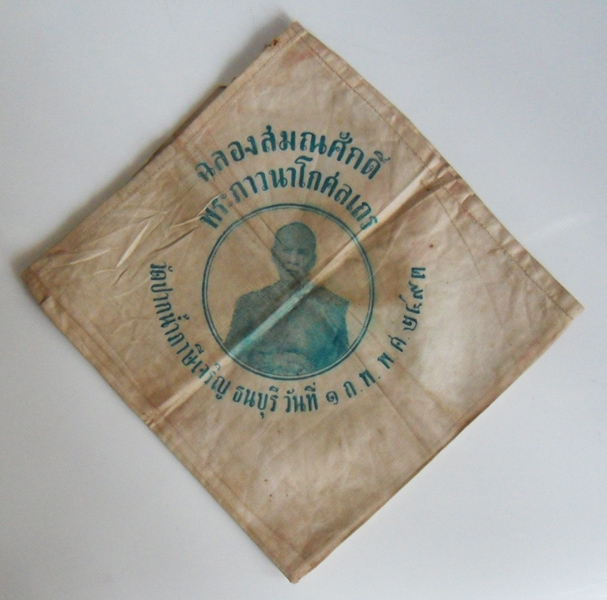 ฉลองสมณศักดิ์
พระภาวนาโกศลเถร
วัดปากน้ำภาษีเจริญ ธนบุรี วันที่ ๑ ก.พ. พ.ศ. ๒๔๙๓